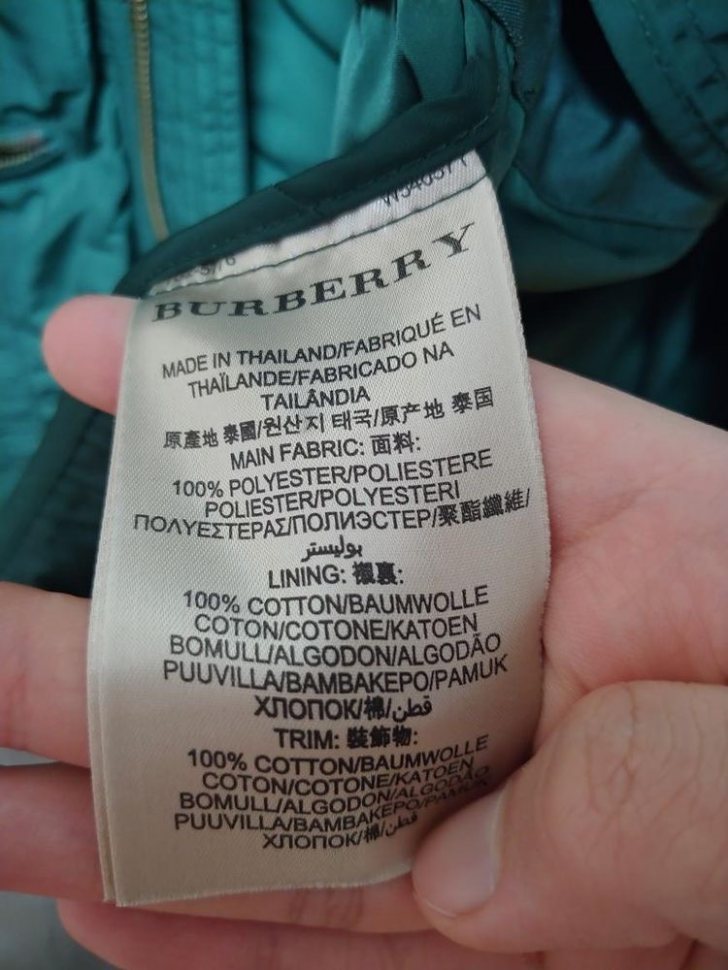 BURBERRY
MADE IN THAILAND/FABRIQUÉ EN
THAÏLANDE/FABRICADO NA
TAILÂNDIA
原產地 泰國/원산지 태국/原产地 泰国
MAIN FABRIC: 面料:
100% POLYESTER/POLIESTERE
POLIESTER/POLYESTERI
ΠΟΛΥΕΣΤΕΡΑΣ/ПОЛИЭСТЕР/聚酯纖維/
بوليستر
LINING: 襯裏:
100% COTTON/BAUMWOLLE
COTON/COTONE/KATOEN
BOMULL/ALGODON/ALGODÃO
PUUVILLA/ΒΑΜΒΑΚΕΡΟ/PAMUK
ХЛОПОК/棉/قطن
TRIM: 裝飾物:
100% COTTON/BAUMWOLLE
COTON/COTONE/KATOEN
BOMULL/ALGODON/ALGODÃO
PUUVILLA/ΒΑΜΒΑΚΕΡΟ/PAMUK
ХЛОПОК/棉/قطن